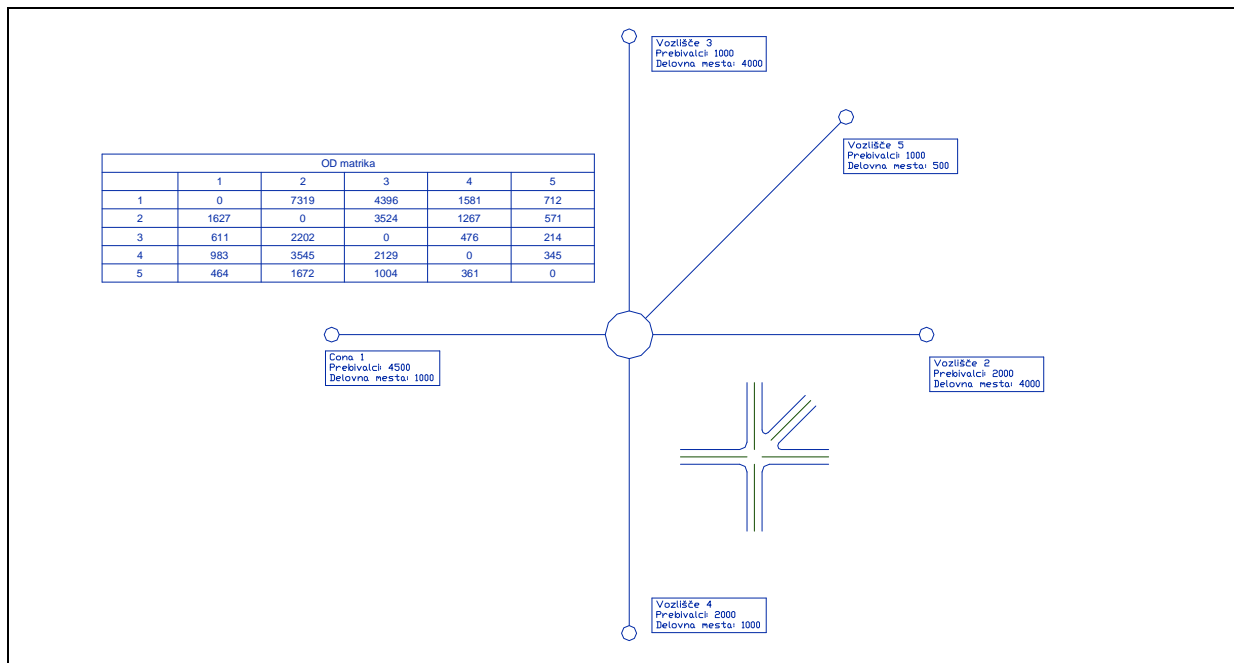 Vozlišče 3
Prebivalci: 1000
Delovna mesta: 4000
Vozlišče 5
Prebivalci: 1000
Delovna mesta: 500
OD matrika
1 2 3 4 5
1 0 7319 4396 1581 712
2 1627 0 3524 1267 571
3 611 2202 0 476 214
4 983 3545 2129 0 345
5 464 1672 1004 361 0
Cona 1
Prebivalci: 4500
Delovna mesta: 1000
Vozlišče 2
Prebivalci: 2000
Delovna mesta: 4000
Vozlišče 4
Prebivalci: 2000
Delovna mesta: 1000